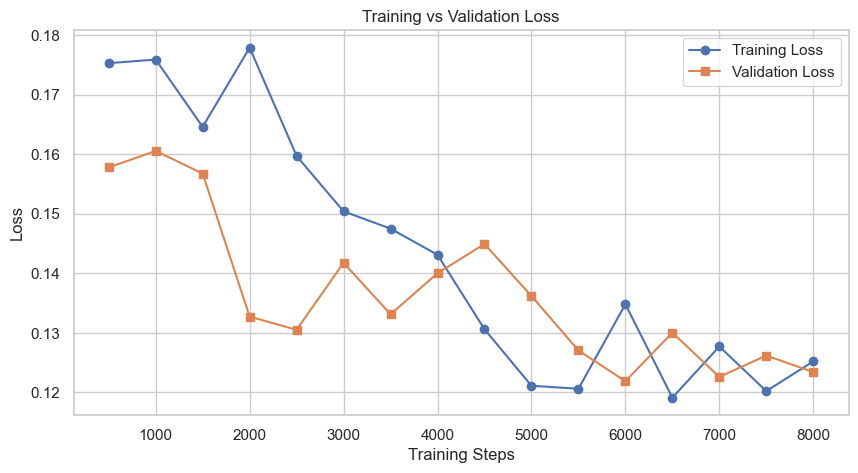 Training vs Validation Loss
Training Loss
Validation Loss
0.18
0.17
0.16
0.15
0.14
0.13
0.12
Loss
1000 2000 3000 4000 5000 6000 7000 8000
Training Steps